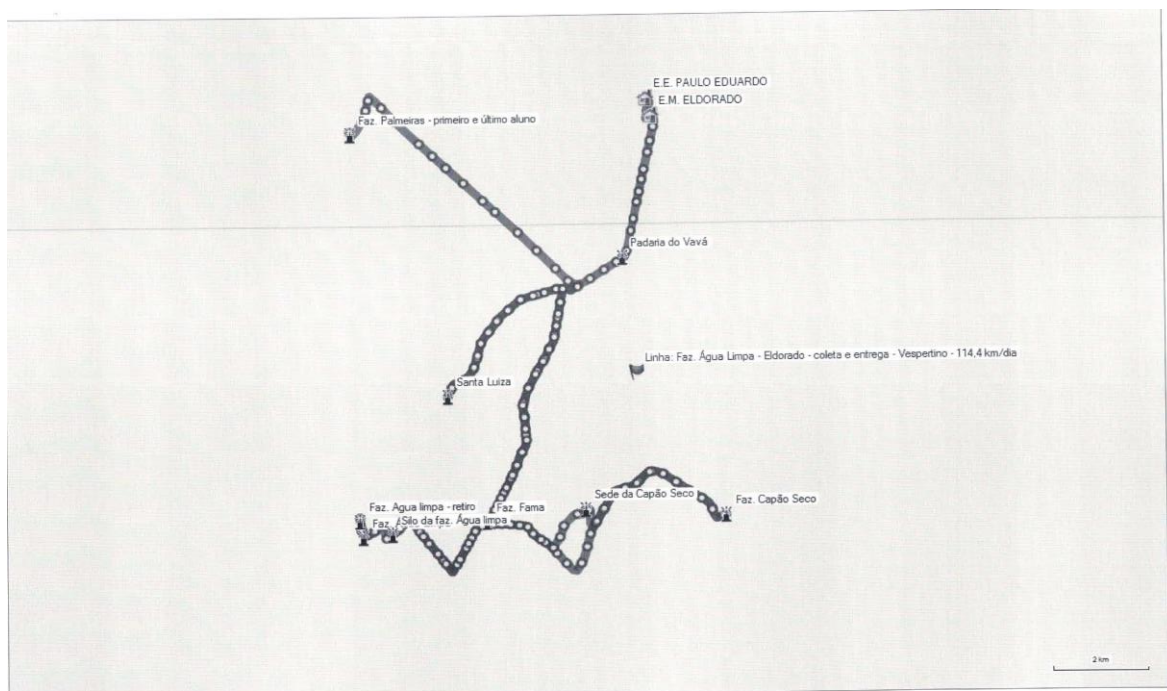 E.E. PAULO EDUARDO
E.M. ELDORADO
Faz. Palmeiras - primeiro e último aluno
Padaria do Vavá
Linha: Faz. Água Limpa - Eldorado - coleta e entrega - Vespertino - 114,4 km/dia
Santa Luiza
Sede da Capão Seco
Faz. Capão Seco
Faz. Agua limpa - retiro
Faz. Fama
Faz.
Silo da faz. Água limpa
2 km